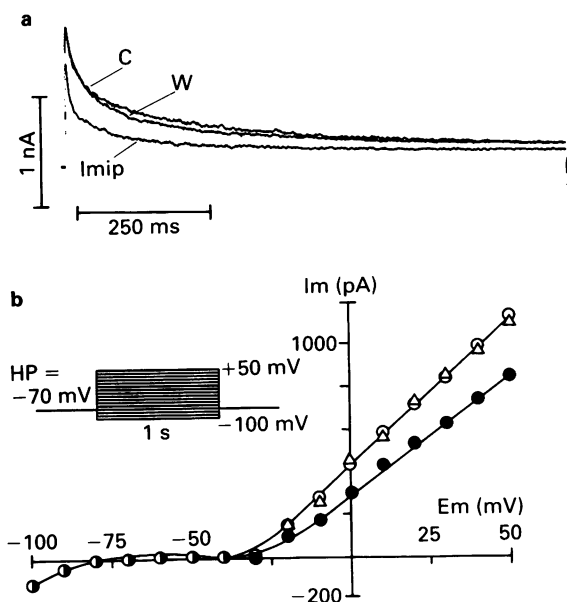 a
C
W
Imip
1 nA
250 ms
b
Im (pA)
1000
HP =
−70 mV
+50 mV
−100 mV
1 s
Em (mV)
−100
−75
−50
25
50
−200